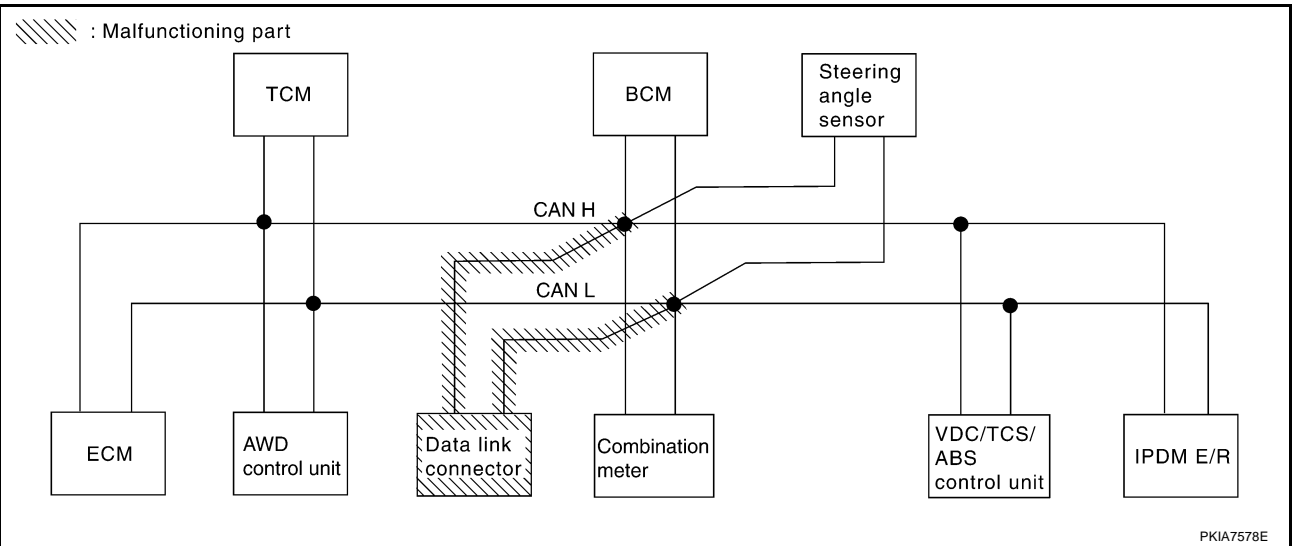 : Malfunctioning part
TCM
BCM
Steering
angle
sensor
CAN H
CAN L
ECM
AWD
control unit
Data link
connector
Combination
meter
VDC/TCS/
ABS
control unit
IPDM E/R
PKIA7578E